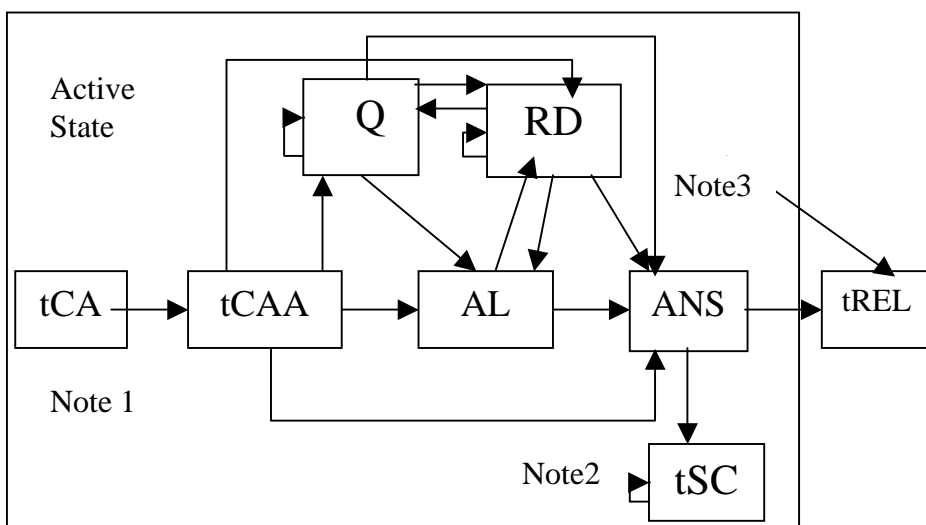 Active
State
Q
RD
Note3
tCA
tCAA
AL
ANS
tREL
Note 1
Note2
tSC